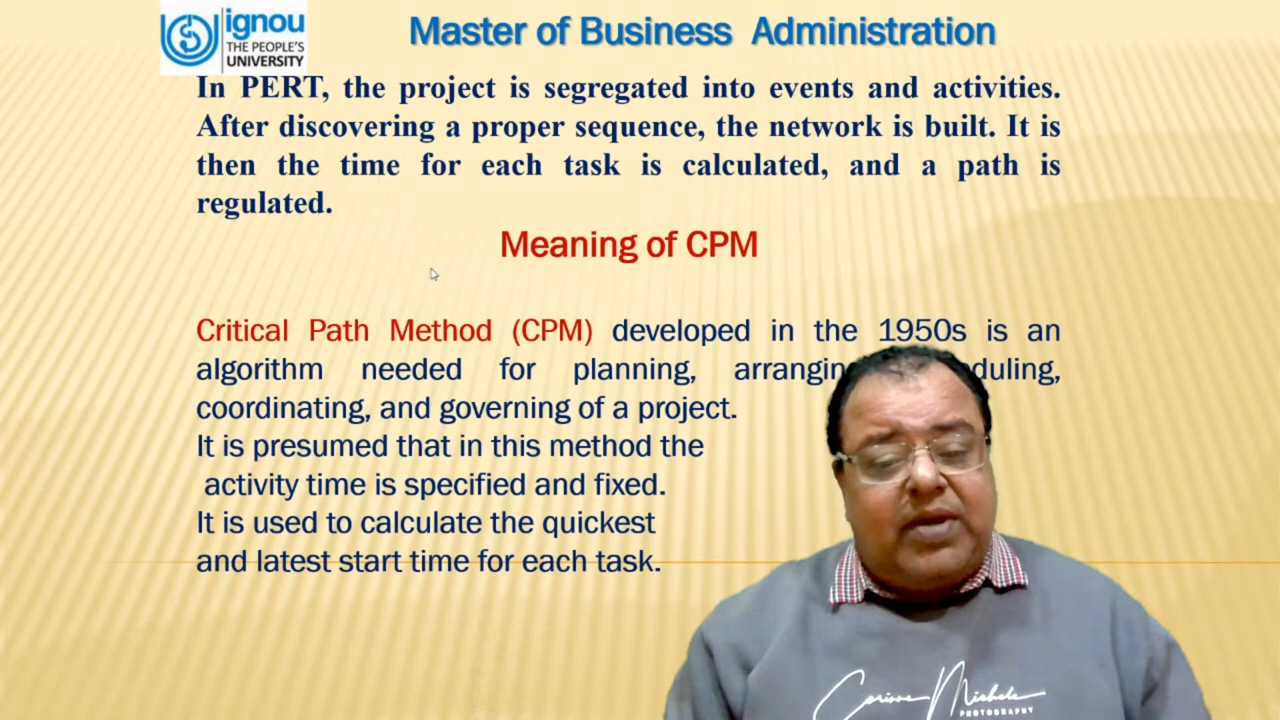 ignou
THE PEOPLE'S
UNIVERSITY
Master of Business Administration
In PERT, the project is segregated into events and activities.
After discovering a proper sequence, the network is built. It is
then the time for each task is calculated, and a path is
regulated.
Meaning of CPM
Critical Path Method (CPM) developed in the 1950s is an
algorithm needed for planning,
coordinating, and governing of a project.
It is presumed that in this method the
activity time is specified and fixed.
It is used to calculate the quickest
and latest start time for each task.
PHOTOGRAPHY